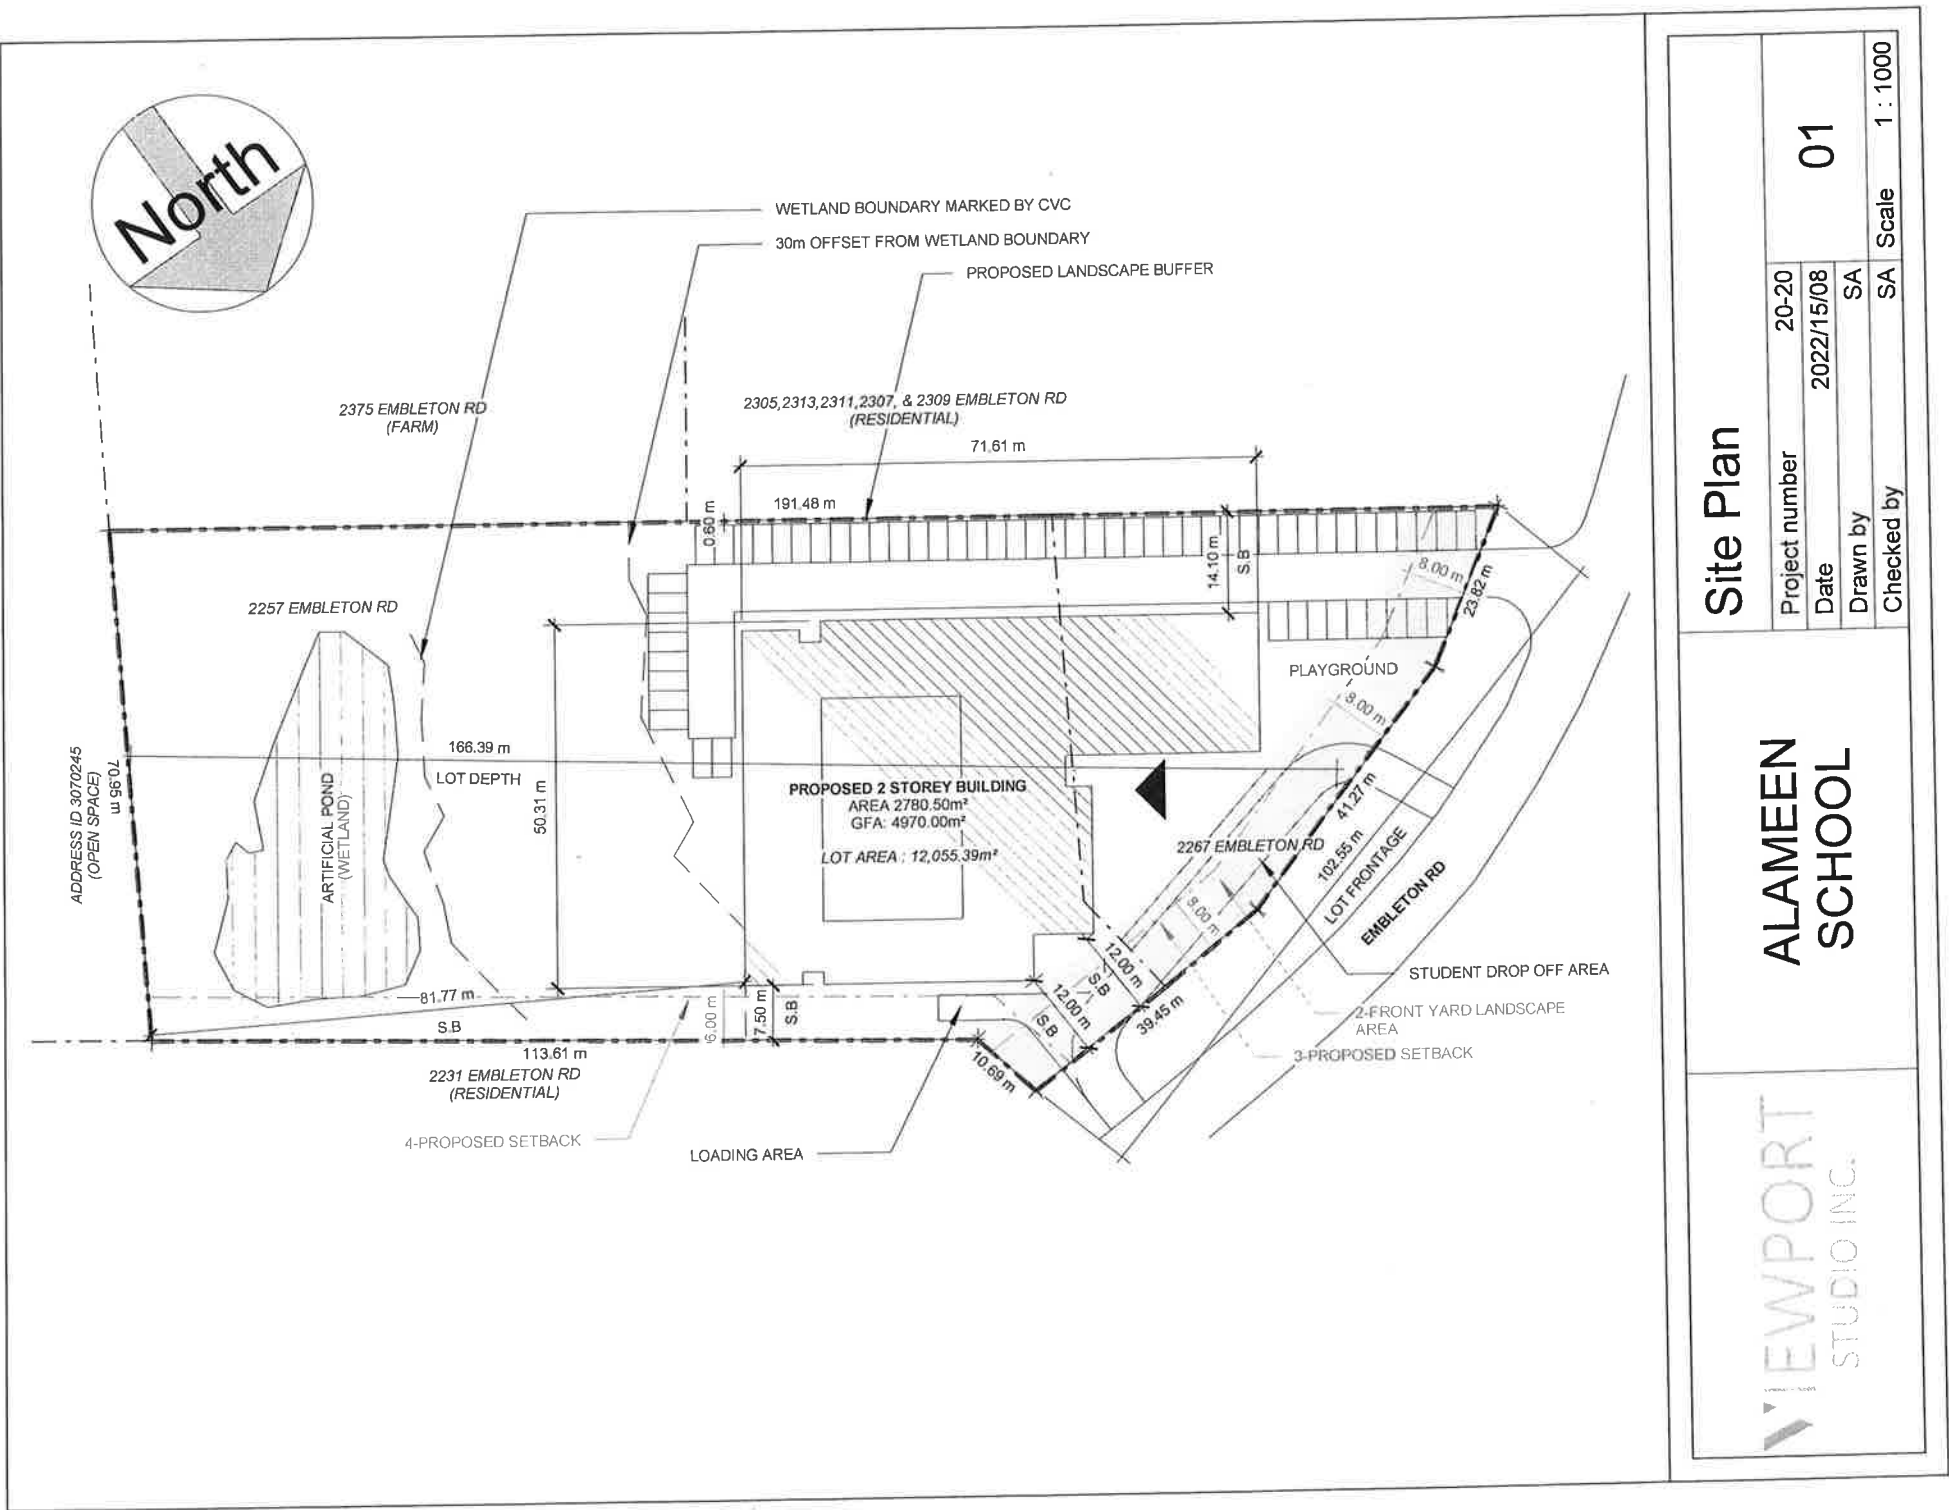 North
WETLAND BOUNDARY MARKED BY CVC
30m OFFSET FROM WETLAND BOUNDARY
PROPOSED LANDSCAPE BUFFER
2375 EMBLETON RD
(FARM)
2305,2313,2311,2307, & 2309 EMBLETON RD
(RESIDENTIAL)
71.61 m
191.48 m
0.60 m
14.10 m
S.B
8.00 m
23.82 m
2257 EMBLETON RD
PLAYGROUND
8.00 m
ADDRESS ID 3070245
(OPEN SPACE)
70.95 m
166.39 m
LOT DEPTH
ARTIFICIAL POND
(WETLAND)
50.31 m
PROPOSED 2 STOREY BUILDING
AREA 2780.50m²
GFA: 4970.00m²
LOT AREA : 12,055.39m²
2267 EMBLETON RD
41.27 m
102.55 m
LOT FRONTAGE
EMBLETON RD
8.00 m
12.00 m
S.B
12.00 m
S.B
39.45 m
10.69 m
81.77 m
S.B
6.00 m
7.50 m
S.B
113.61 m
2231 EMBLETON RD
(RESIDENTIAL)
4-PROPOSED SETBACK
LOADING AREA
STUDENT DROP OFF AREA
2-FRONT YARD LANDSCAPE
AREA
3-PROPOSED SETBACK
Site Plan
Project number 20-20
Date 2022/15/08
Drawn by SA
Checked by SA
01
Scale 1 : 1000
ALAMEEN
SCHOOL
VIEWPORT
STUDIO INC.